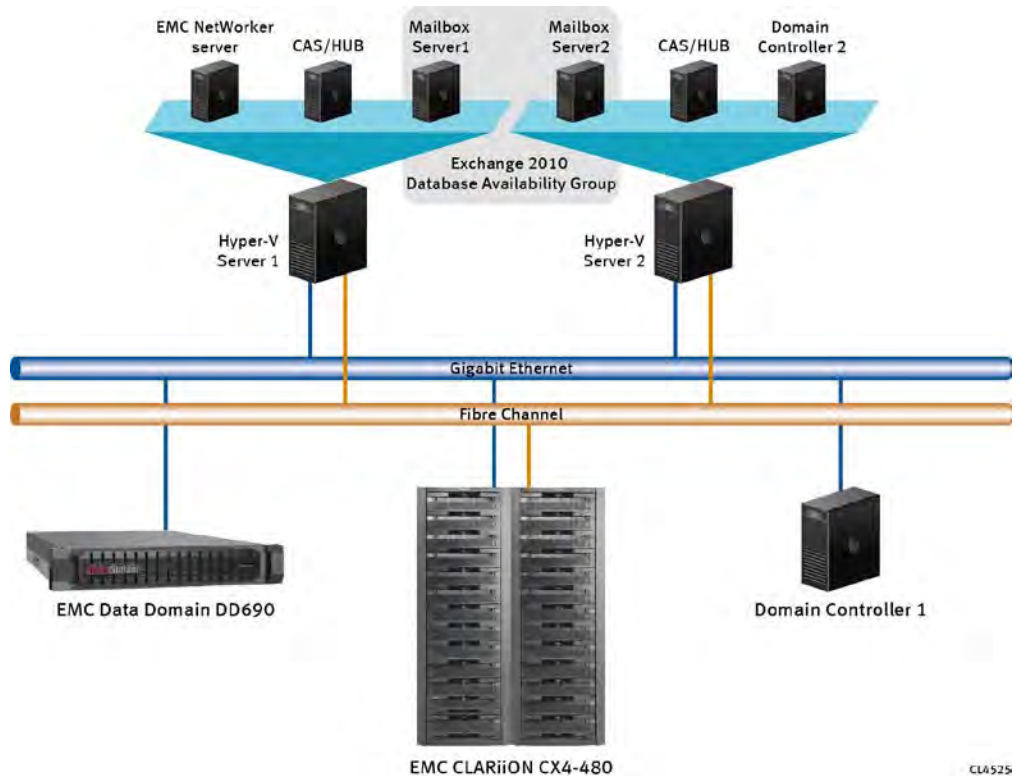 EMC NetWorker
server
CAS/HUB
Mailbox
Server1
Mailbox
Server2
CAS/HUB
Domain
Controller 2
Exchange 2010
Database Availability Group
Hyper-V
Server 1
Hyper-V
Server 2
Gigabit Ethernet
Fibre Channel
EMC Data Domain DD690
EMC CLARiiON CX4-480
Domain Controller 1
CL4525